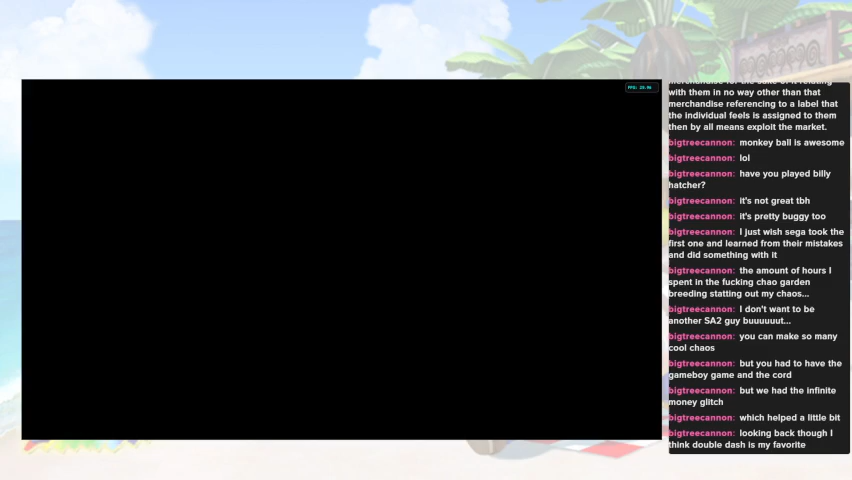 FPS: 29.96
with them in no way other than that
merchandise referencing to a label that
the individual feels is assigned to them
then by all means exploit the market.
bigtreecannon: monkey ball is awesome
bigtreecannon: lol
bigtreecannon: have you played billy
hatcher?
bigtreecannon: it's not great tbh
bigtreecannon: it's pretty buggy too
bigtreecannon: I just wish sega took the
first one and learned from their mistakes
and did something with it
bigtreecannon: the amount of hours I
spent in the fucking chao garden
breeding statting out my chaos...
bigtreecannon: I don't want to be
another SA2 guy buuuuuut...
bigtreecannon: you can make so many
cool chaos
bigtreecannon: but you had to have the
gameboy game and the cord
bigtreecannon: but we had the infinite
money glitch
bigtreecannon: which helped a little bit
bigtreecannon: looking back though I
think double dash is my favorite